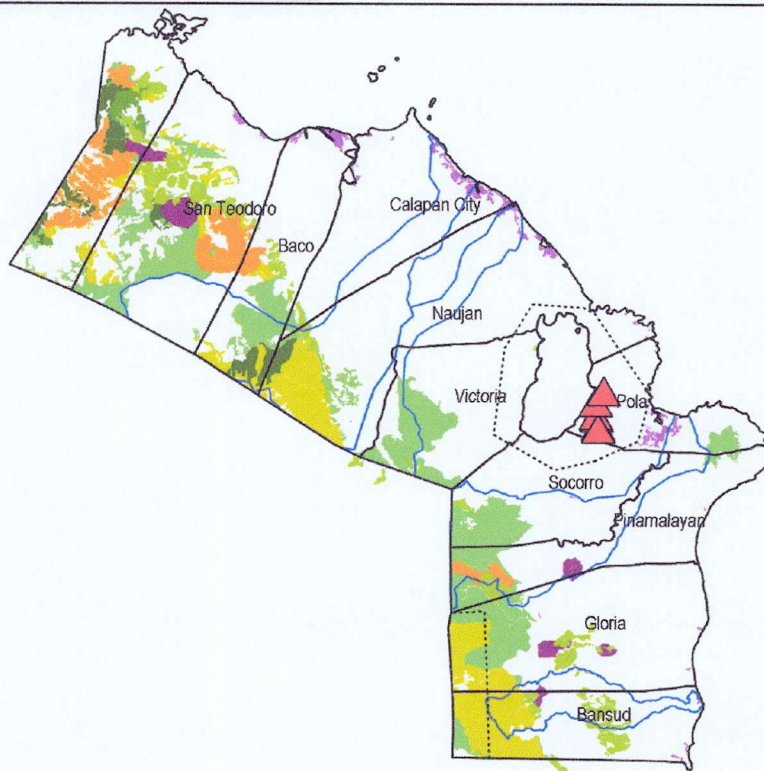 San Teodoro
Calapan City
Baco
Naujan
Victoria
Pola
Socorro
Pinamalayan
Gloria
Bansud